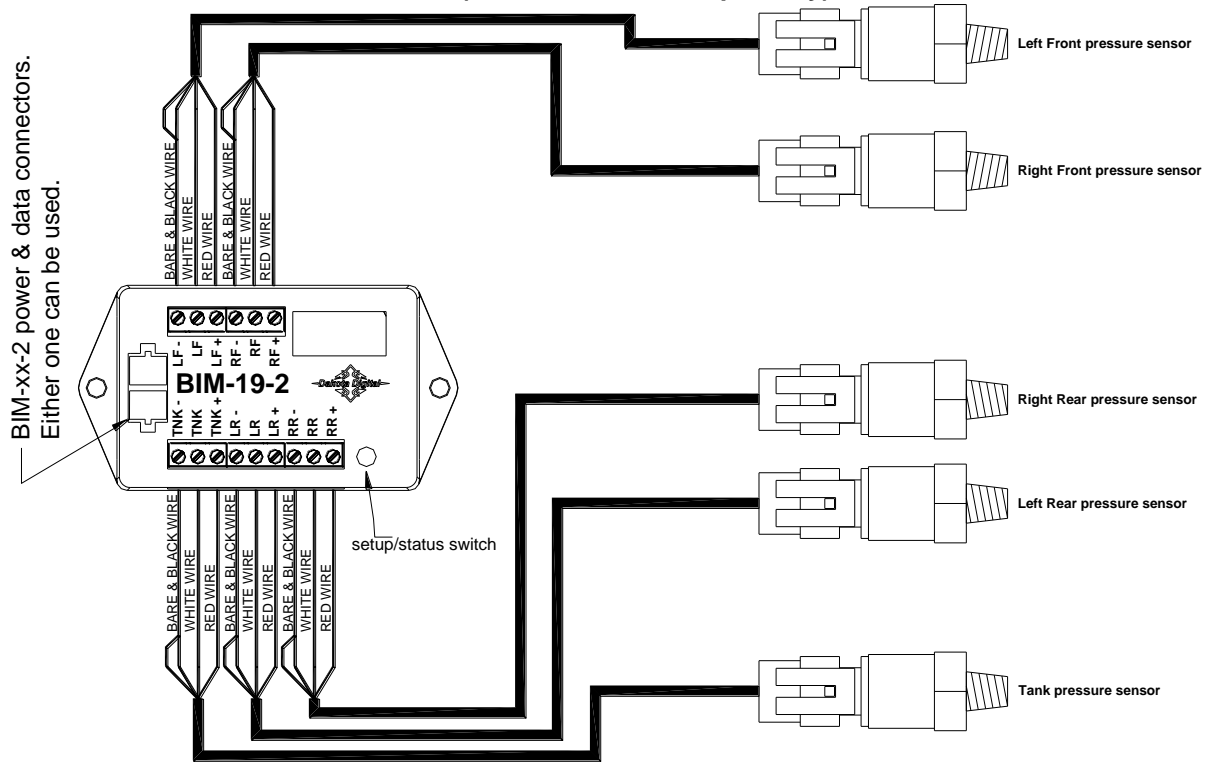 Left Front pressure sensor
Right Front pressure sensor
BIM-xx-2 power & data connectors.
Either one can be used.
BARE & BLACK WIRE
WHITE WIRE
RED WIRE
BARE & BLACK WIRE
WHITE WIRE
RED WIRE
LF -
LF
LF +
RF -
RF
RF +
BIM-19-2
Dakota Digital
TNK -
TNK
TNK +
LR -
LR
LR +
RR -
RR
RR +
Right Rear pressure sensor
Left Rear pressure sensor
setup/status switch
BARE & BLACK WIRE
WHITE WIRE
RED WIRE
BARE & BLACK WIRE
WHITE WIRE
RED WIRE
BARE & BLACK WIRE
WHITE WIRE
RED WIRE
Tank pressure sensor